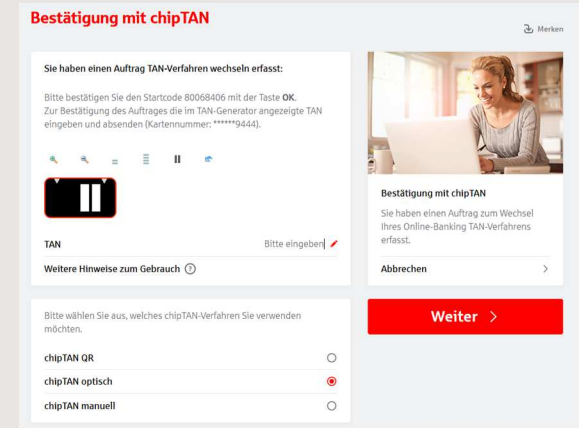 Bestätigung mit chipTAN
Merken
Sie haben einen Auftrag TAN-Verfahren wechseln erfasst:
Bitte bestätigen Sie den Startcode 80068406 mit der Taste OK.
Zur Bestätigung des Auftrages die im TAN-Generator angezeigte TAN
eingeben und absenden (Kartennummer: ******9444).
TAN Bitte eingeben
Weitere Hinweise zum Gebrauch ?
Bestätigung mit chipTAN
Sie haben einen Auftrag zum Wechsel
Ihres Online-Banking TAN-Verfahrens
erfasst.
Abbrechen
Weiter
Bitte wählen Sie aus, welches chipTAN-Verfahren Sie verwenden
möchten.
chipTAN QR
chipTAN optisch
chipTAN manuell